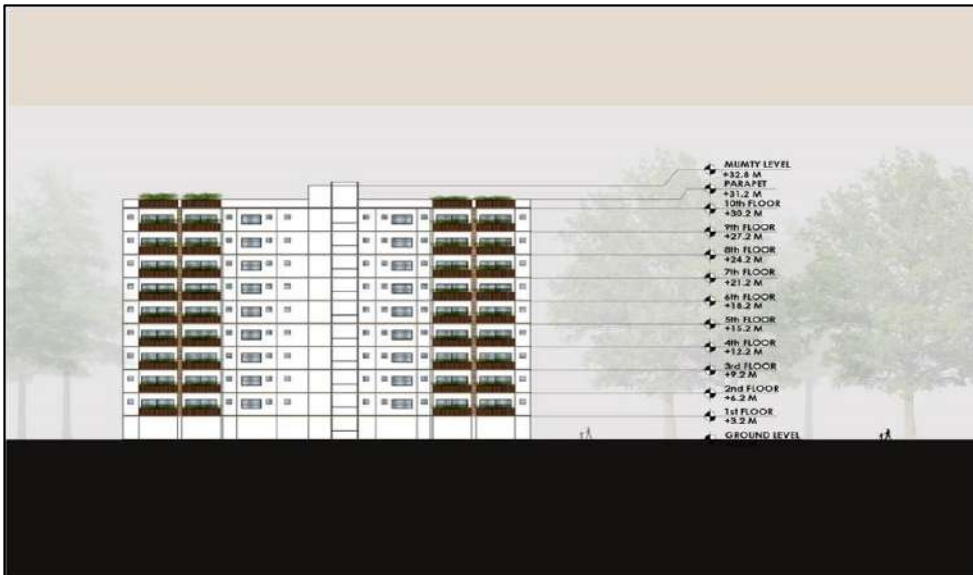 MUMTY LEVEL
+32.8 M
PARAPET
+31.2 M
10th FLOOR
+30.2 M
9th FLOOR
+27.2 M
8th FLOOR
+24.2 M
7th FLOOR
+21.2 M
6th FLOOR
+18.2 M
5th FLOOR
+15.2 M
4th FLOOR
+12.2 M
3rd FLOOR
+9.2 M
2nd FLOOR
+6.2 M
1st FLOOR
+3.2 M
GROUND LEVEL